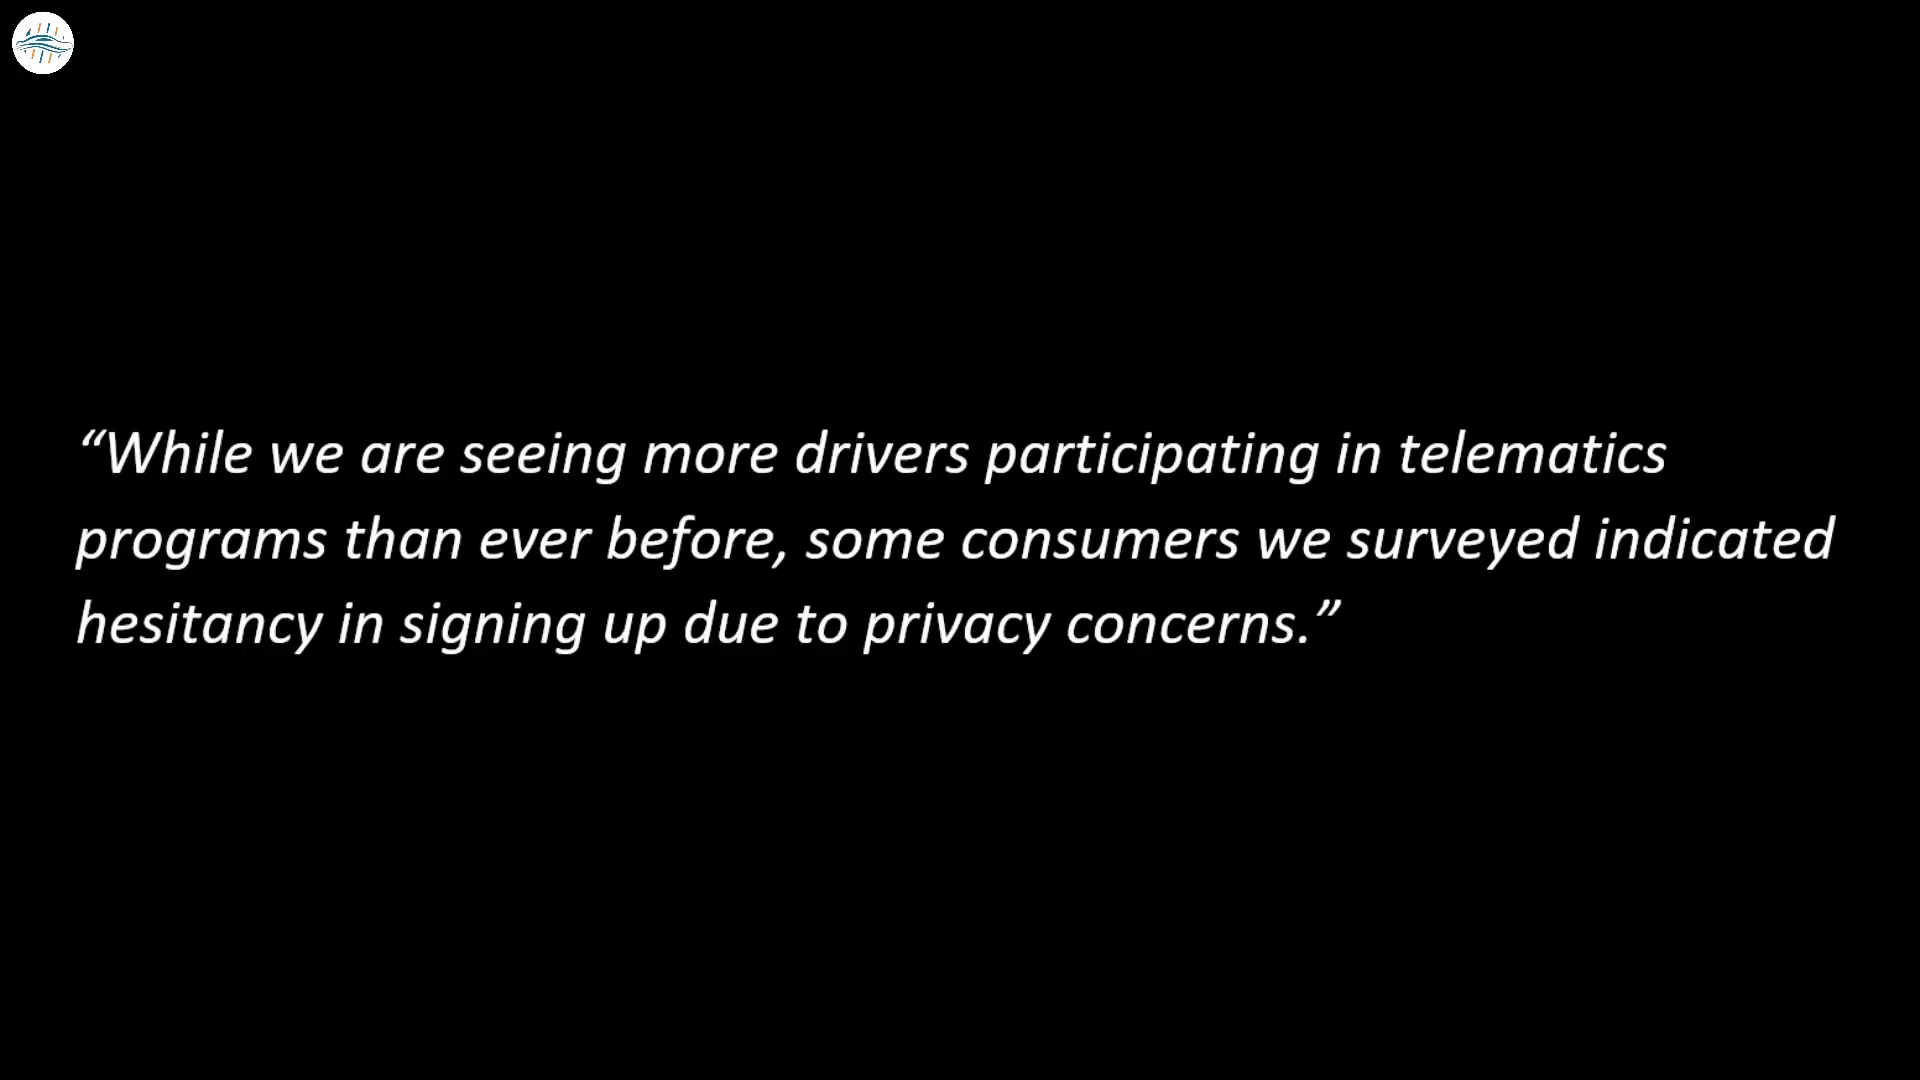 “While we are seeing more drivers participating in telematics
programs than ever before, some consumers we surveyed indicated
hesitancy in signing up due to privacy concerns.”